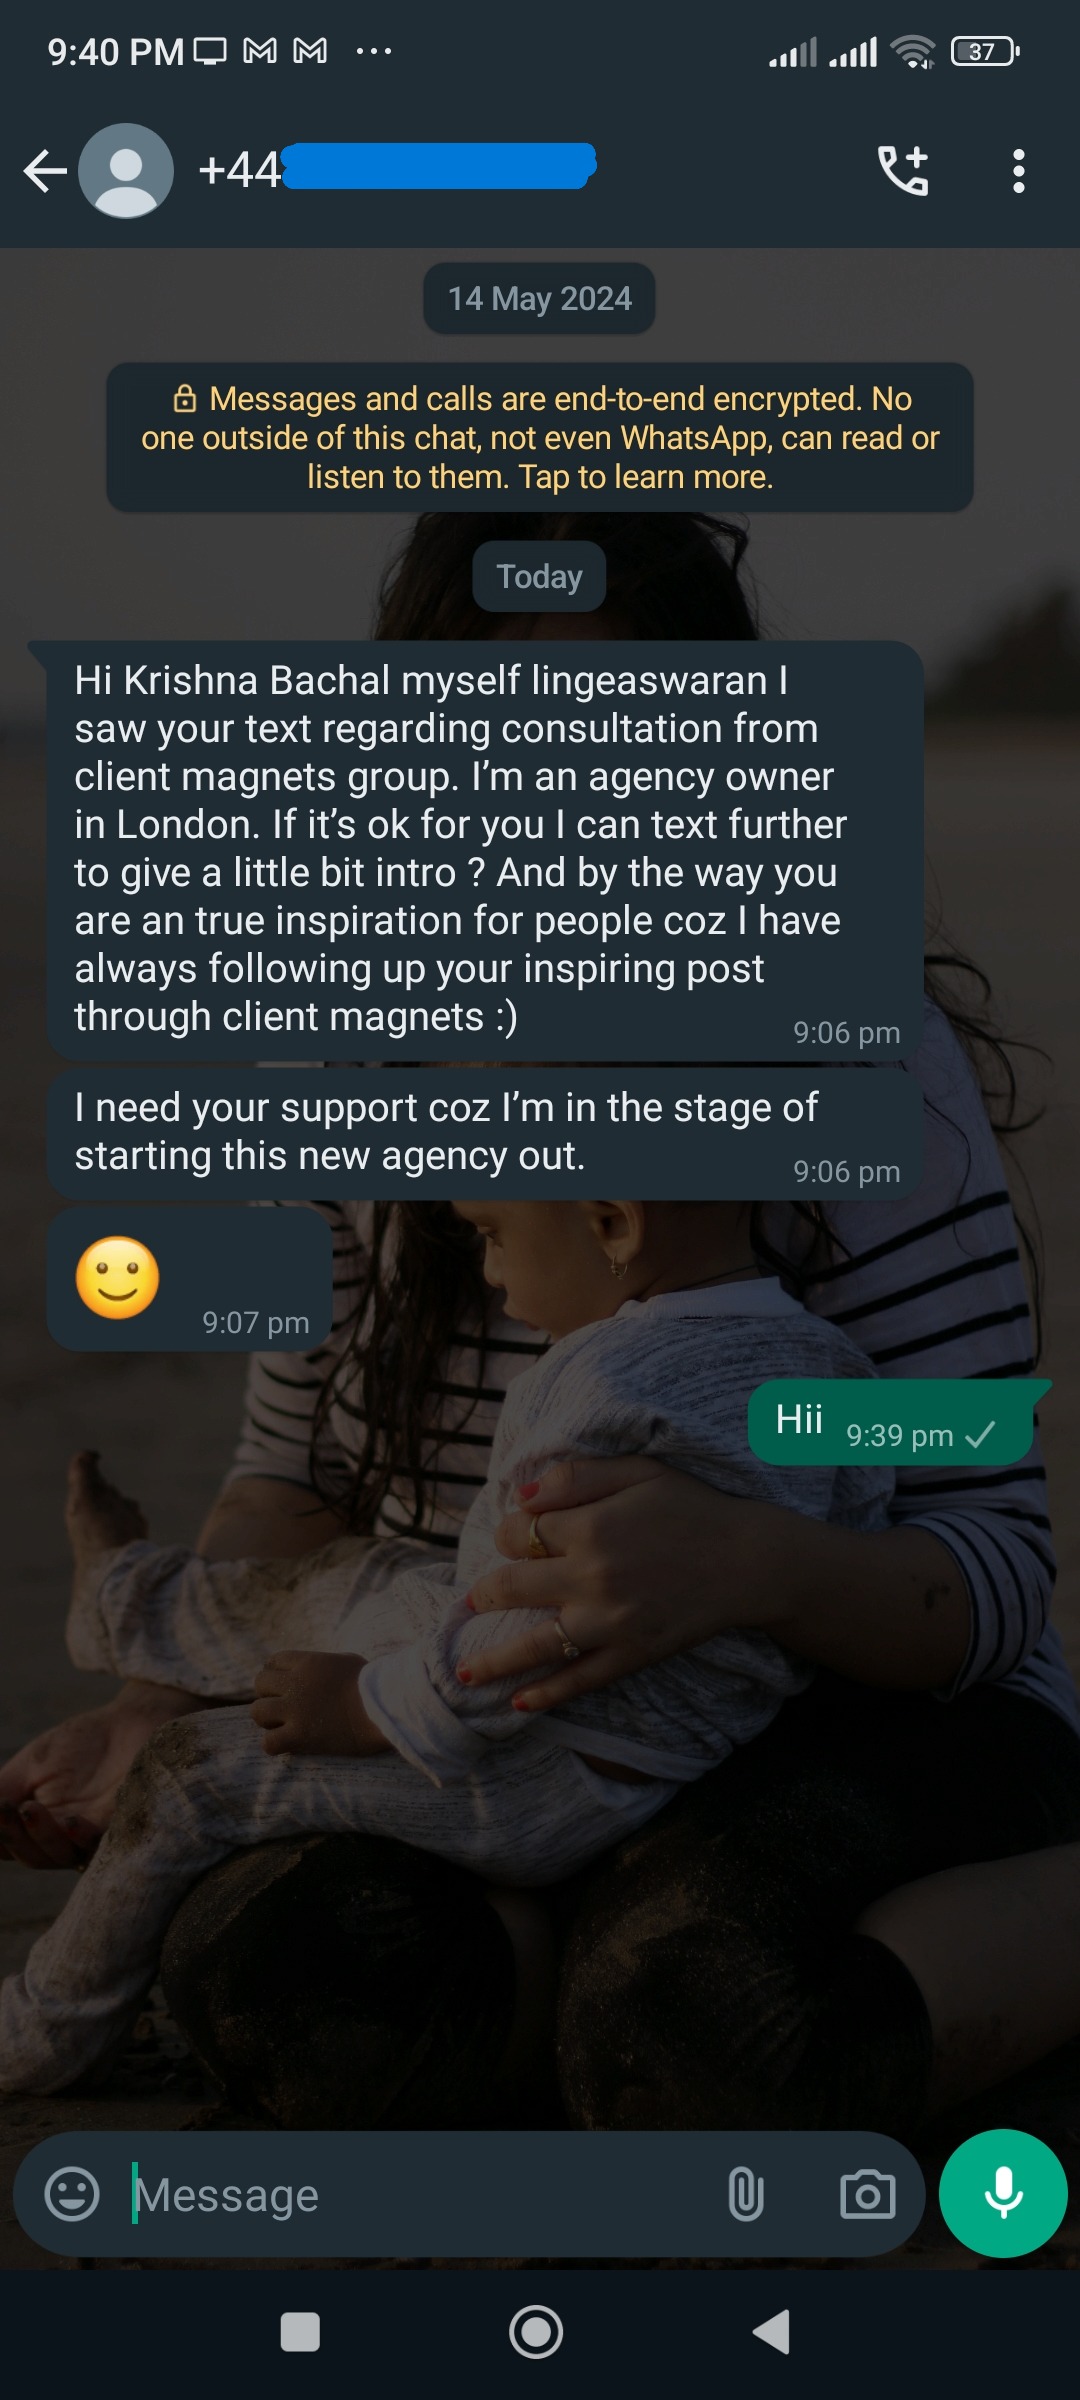 9:40 PM
37
+44
14 May 2024
Messages and calls are end-to-end encrypted. No
one outside of this chat, not even WhatsApp, can read or
listen to them. Tap to learn more.
Today
Hi Krishna Bachal myself lingeaswaran I
saw your text regarding consultation from
client magnets group. I’m an agency owner
in London. If it’s ok for you I can text further
to give a little bit intro ? And by the way you
are an true inspiration for people coz I have
always following up your inspiring post
through client magnets :)
9:06 pm
I need your support coz I’m in the stage of
starting this new agency out.
9:06 pm
9:07 pm
Hii 9:39 pm
Message